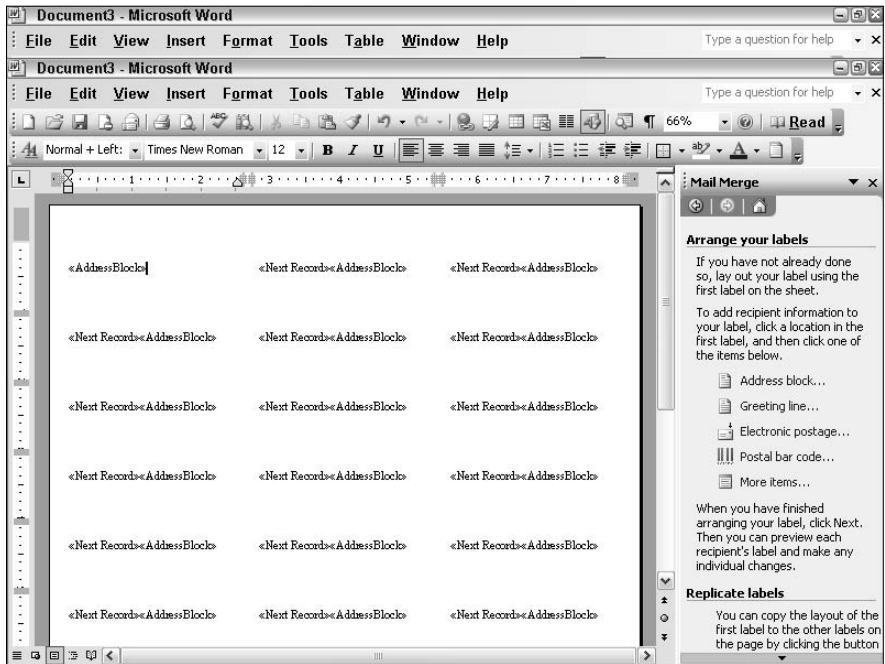 Document3 - Microsoft Word
File Edit View Insert Format Tools Table Window Help Type a question for help
Document3 - Microsoft Word
File Edit View Insert Format Tools Table Window Help Type a question for help
66% Read
Normal + Left: Times New Roman 12 B I U
1 2 3 4 5 6 7 8
Mail Merge
Arrange your labels
If you have not already done
so, lay out your label using the
first label on the sheet.
To add recipient information to
your label, click a location in the
first label, and then click one of
the items below.
Address block...
Greeting line...
Electronic postage...
Postal bar code...
More items...
When you have finished
arranging your label, click Next.
Then you can preview each
recipient's label and make any
individual changes.
Replicate labels
You can copy the layout of the
first label to the other labels on
the page by clicking the button
«AddressBlock» «Next Record»«AddressBlock» «Next Record»«AddressBlock»
«Next Record»«AddressBlock» «Next Record»«AddressBlock» «Next Record»«AddressBlock»
«Next Record»«AddressBlock» «Next Record»«AddressBlock» «Next Record»«AddressBlock»
«Next Record»«AddressBlock» «Next Record»«AddressBlock» «Next Record»«AddressBlock»
«Next Record»«AddressBlock» «Next Record»«AddressBlock» «Next Record»«AddressBlock»
«Next Record»«AddressBlock» «Next Record»«AddressBlock» «Next Record»«AddressBlock»